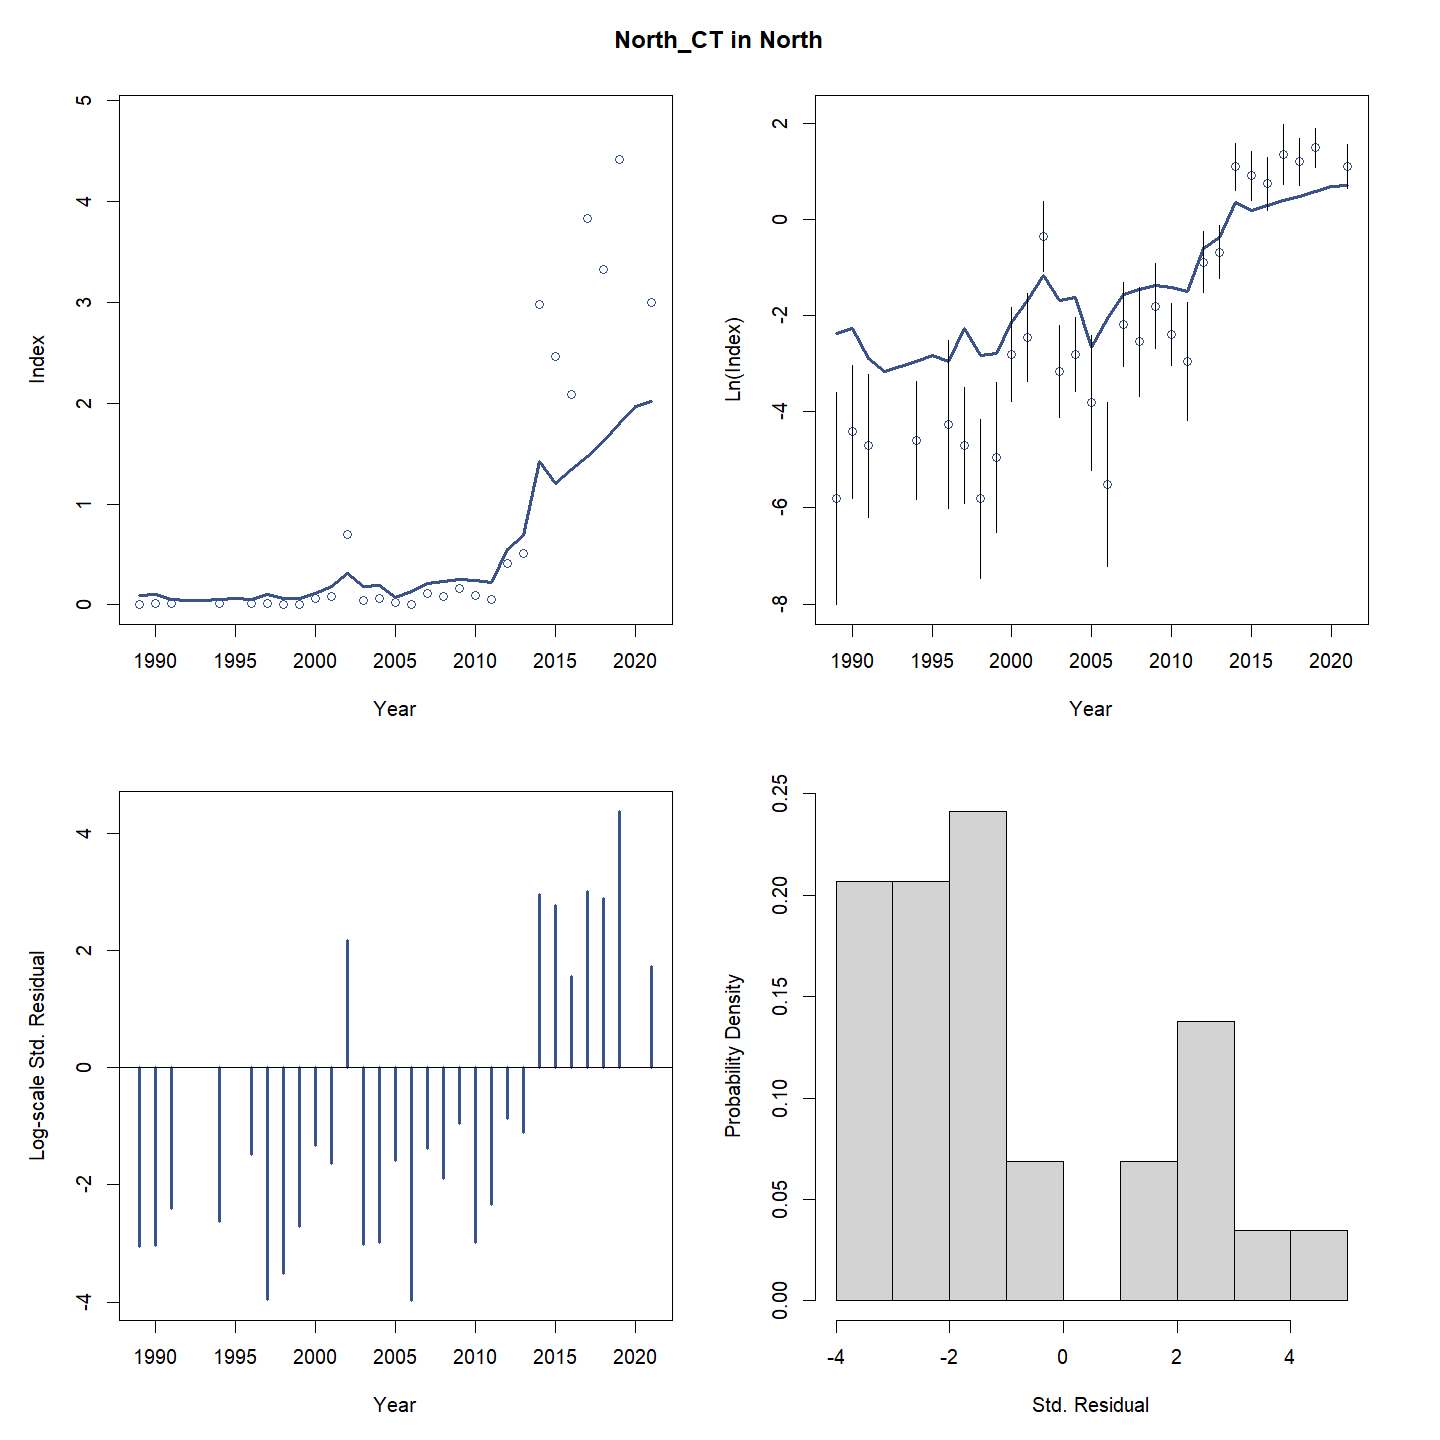 North_CT in North
Index
5
4
3
2
1
0
1990 1995 2000 2005 2010 2015 2020
Year
Ln(Index)
2
0
-2
-4
-6
-8
1990 1995 2000 2005 2010 2015 2020
Year
Log-scale Std. Residual
4
2
0
-2
-4
1990 1995 2000 2005 2010 2015 2020
Year
Probability Density
0.25
0.20
0.15
0.10
0.05
0.00
-4 -2 0 2 4
Std. Residual